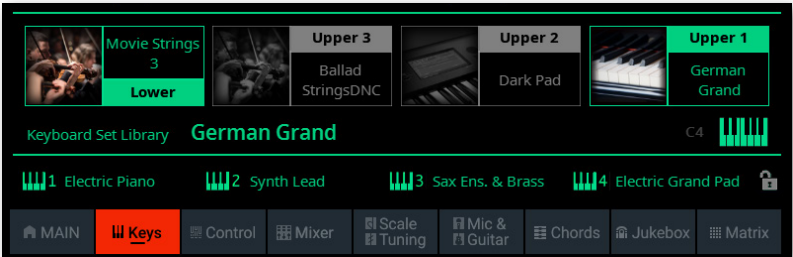 Movie Strings
3
Lower
Upper 3
Ballad
StringsDNC
Upper 2
Dark Pad
Upper 1
German
Grand
Keyboard Set Library German Grand C4
1 Electric Piano 2 Synth Lead 3 Sax Ens. & Brass 4 Electric Grand Pad
MAIN Keys Control Mixer Scale Tuning Mic & Guitar Chords Jukebox Matrix